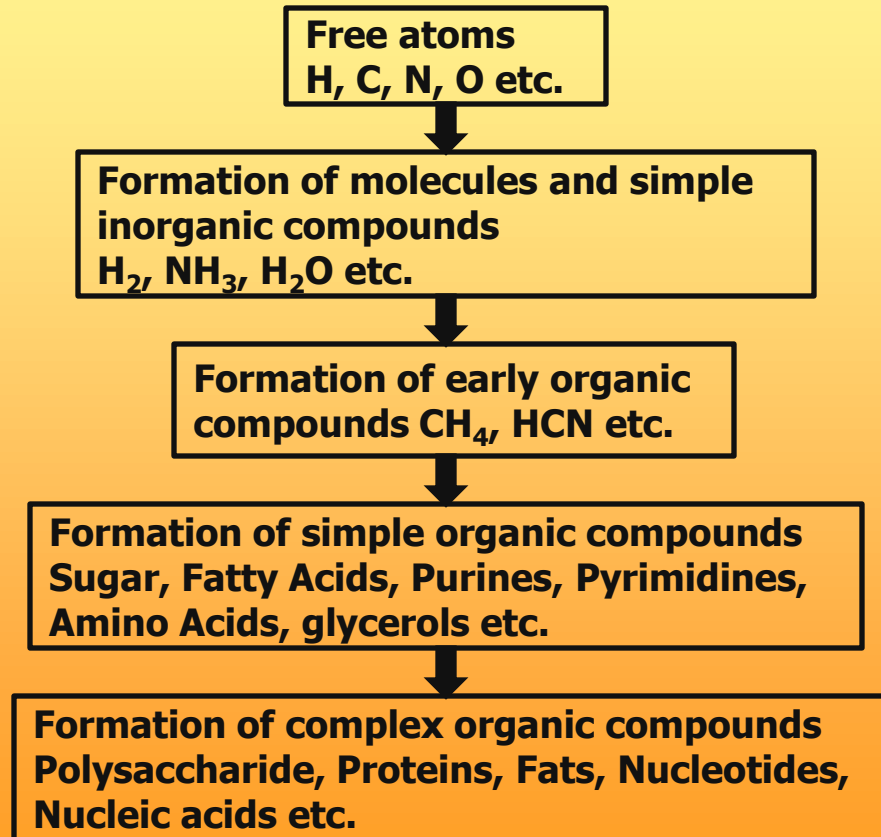 Free atoms
H, C, N, O etc.
Formation of molecules and simple
inorganic compounds
H₂, NH₃, H₂O etc.
Formation of early organic
compounds CH₄, HCN etc.
Formation of simple organic compounds
Sugar, Fatty Acids, Purines, Pyrimidines,
Amino Acids, glycerols etc.
Formation of complex organic compounds
Polysaccharide, Proteins, Fats, Nucleotides,
Nucleic acids etc.